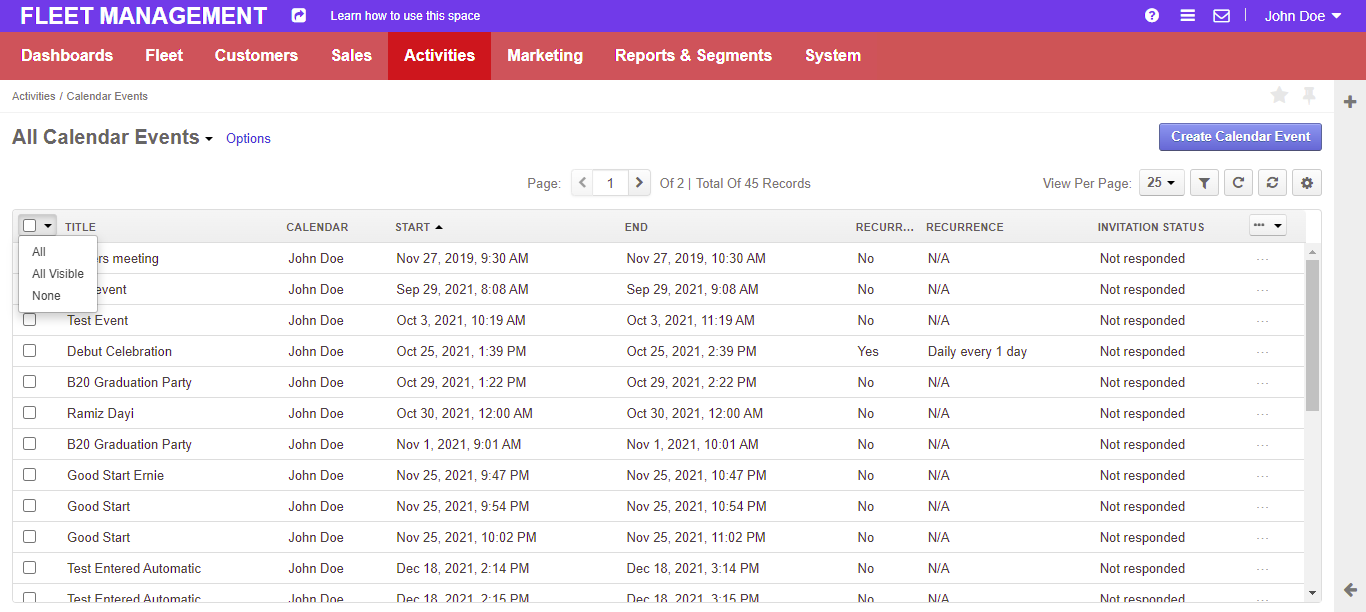 FLEET MANAGEMENT Learn how to use this space John Doe
Dashboards Fleet Customers Sales Activities Marketing Reports & Segments System
Activities / Calendar Events
All Calendar Events Options Create Calendar Event
Page: 1 Of 2 | Total Of 45 Records View Per Page: 25
TITLE CALENDAR START END RECURR... RECURRENCE INVITATION STATUS
All
All Visible
None
ers meeting John Doe Nov 27, 2019, 9:30 AM Nov 27, 2019, 10:30 AM No N/A Not responded ...
event John Doe Sep 29, 2021, 8:08 AM Sep 29, 2021, 9:08 AM No N/A Not responded ...
Test Event John Doe Oct 3, 2021, 10:19 AM Oct 3, 2021, 11:19 AM No N/A Not responded ...
Debut Celebration John Doe Oct 25, 2021, 1:39 PM Oct 25, 2021, 2:39 PM Yes Daily every 1 day Not responded ...
B20 Graduation Party John Doe Oct 29, 2021, 1:22 PM Oct 29, 2021, 2:22 PM No N/A Not responded ...
Ramiz Dayi John Doe Oct 30, 2021, 12:00 AM Oct 30, 2021, 12:00 AM No N/A Not responded ...
B20 Graduation Party John Doe Nov 1, 2021, 9:01 AM Nov 1, 2021, 10:01 AM No N/A Not responded ...
Good Start Ernie John Doe Nov 25, 2021, 9:47 PM Nov 25, 2021, 10:47 PM No N/A Not responded ...
Good Start John Doe Nov 25, 2021, 9:54 PM Nov 25, 2021, 10:54 PM No N/A Not responded ...
Good Start John Doe Nov 25, 2021, 10:02 PM Nov 25, 2021, 11:02 PM No N/A Not responded ...
Test Entered Automatic John Doe Dec 18, 2021, 2:14 PM Dec 18, 2021, 3:14 PM No N/A Not responded ...
Test Entered Automatic John Doe Dec 18, 2021, 2:15 PM Dec 18, 2021, 3:15 PM No N/A Not responded ...